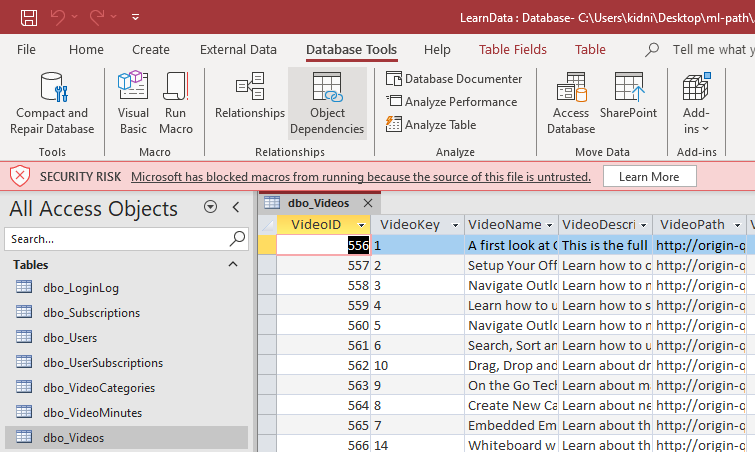 LearnData : Database- C:\Users\kidni\Desktop\ml-path\
File Home Create External Data Database Tools Help Table Fields Table Tell me what y
Compact and Repair Database
Visual Basic
Run Macro
Relationships
Object Dependencies
Database Documenter
Analyze Performance
Analyze Table
Access Database
SharePoint
Add-ins
Tools Macro Relationships Analyze Move Data Add-ins
SECURITY RISK Microsoft has blocked macros from running because the source of this file is untrusted. Learn More
All Access Objects
Search...
Tables
dbo_LoginLog
dbo_Subscriptions
dbo_Users
dbo_UserSubscriptions
dbo_VideoCategories
dbo_VideoMinutes
dbo_Videos
dbo_Videos
VideoID VideoKey VideoName VideoDescri VideoPath
556 1 A first look at This is the full http://origin-q
557 2 Setup Your Off Learn how to c http://origin-q
558 3 Navigate Outlo Learn how to n http://origin-q
559 4 Learn how to u Learn how to s http://origin-q
560 5 Navigate Outlo Learn how to n http://origin-q
561 6 Search, Sort an Learn how to u http://origin-q
562 10 Drag, Drop and Learn about dr http://origin-q
563 9 On the Go Tech Learn about m http://origin-q
564 8 Create New Ca Learn about ne http://origin-q
565 7 Embedded Em Learn about th http://origin-q
566 14 Whiteboard w Learn about th http://origin-q